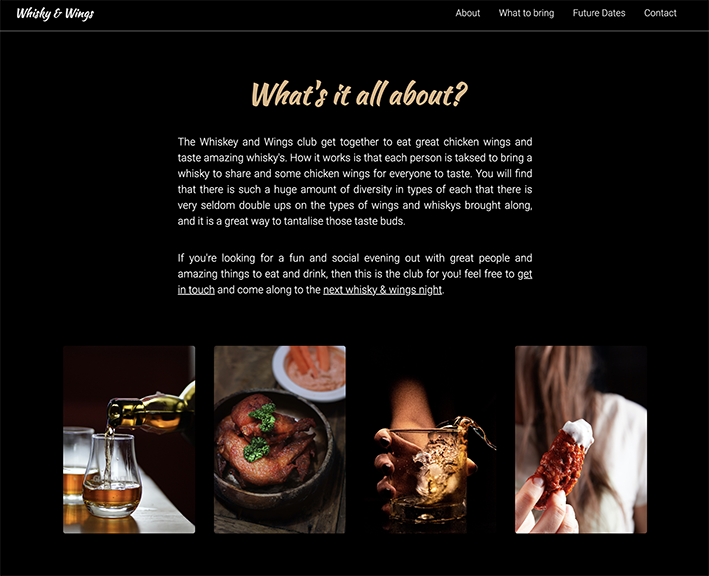 Whisky & Wings
About What to bring Future Dates Contact
What's it all about?
The Whiskey and Wings club get together to eat great chicken wings and
taste amazing whisky's. How it works is that each person is taksed to bring a
whisky to share and some chicken wings for everyone to taste. You will find
that there is such a huge amount of diversity in types of each that there is
very seldom double ups on the types of wings and whiskys brought along,
and it is a great way to tantalise those taste buds.
If you're looking for a fun and social evening out with great people and
amazing things to eat and drink, then this is the club for you! feel free to get
in touch and come along to the next whisky & wings night.